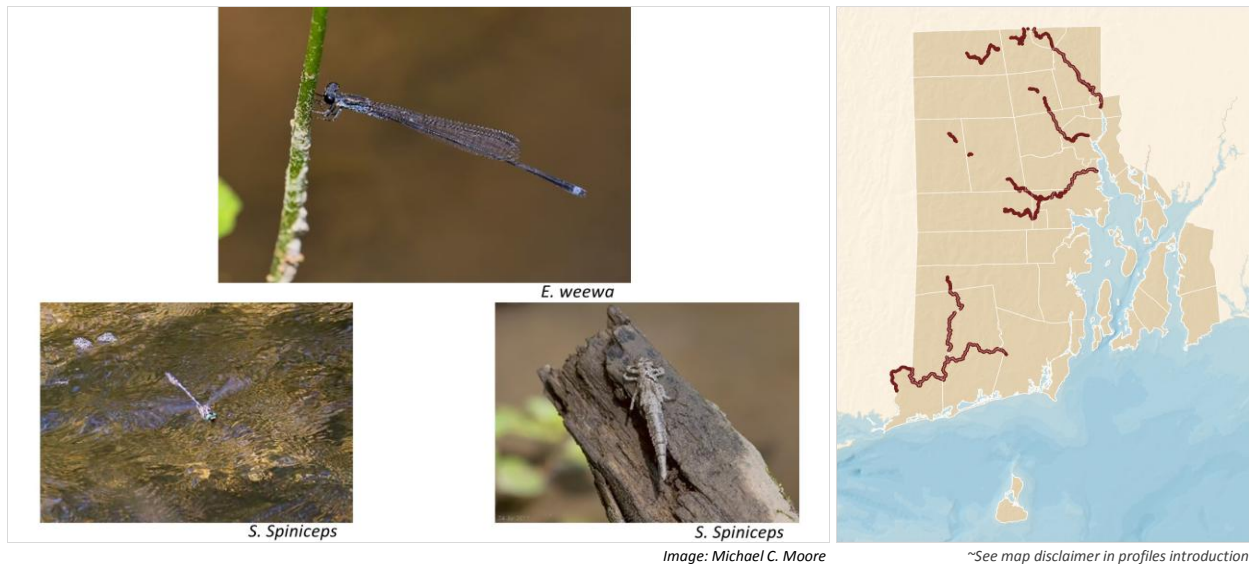 E. weewa
S. Spiniceps
S. Spiniceps
Image: Michael C. Moore
~See map disclaimer in profiles introduction